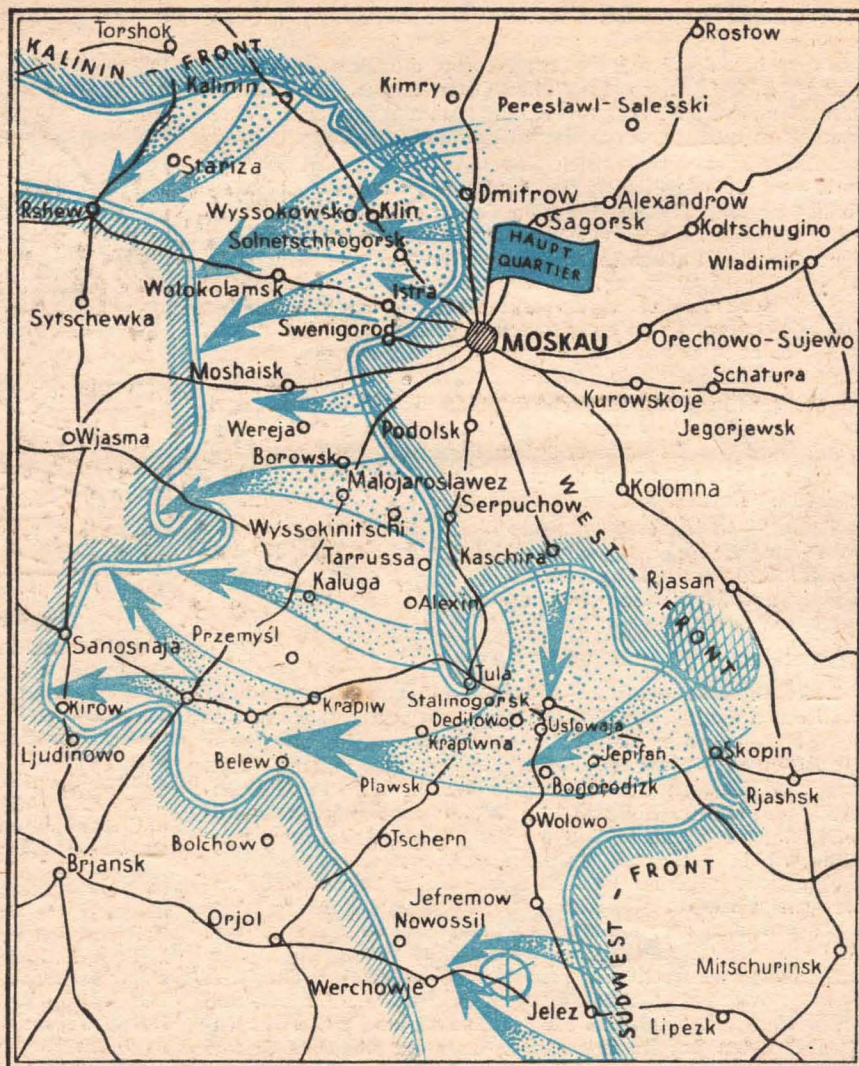 Torshok
Rostow
KALININ - FRONT
Kalinin
Kimry
Pereslawl-Salesski
Stariza
Dmitrow
Alexandrow
Rshew
Wyssokowsk
Klin
Sagorsk
Koltschugino
Solnetschnogorsk
HAUPT
QUARTIER
Wladimir
Wolokolamsk
Istra
Sytschewka
Swenigorod
MOSKAU
Orechowo-Sujewo
Moshaisk
Schatura
Kurowskoje
Wereja
Podolsk
Jegorjewsk
Wjasma
Borowsk
Malojaroslawez
Kolomna
Serpuchow
WEST - FRONT
Wyssokinitschi
Tarrussa
Kaschira
Kaluga
Rjasan
Alexin
Sanosnaja
Przemyśl
Tula
Kirow
Krapiw
Stalinogorsk
Dedilowo
Uslowaja
Ljudinowo
Krapiwna
Jepifan
Skopin
Belew
Plawsk
Bogorodizk
Rjashsk
Wolowo
Bolchow
Tschern
Brjansk
SÜDWEST - FRONT
Jefremow
Orjol
Nowossil
Mitschurinsk
Werchowje
Jelez
Lipezk